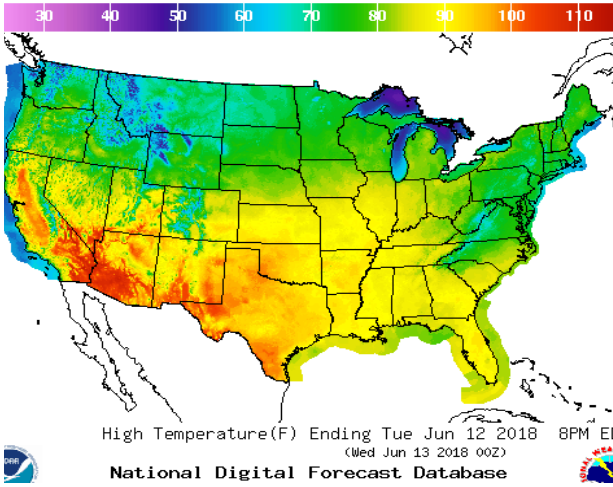 30 40 50 60 70 80 90 100 110
High Temperature(F) Ending Tue Jun 12 2018 8PM E
(Wed Jun 13 2018 00Z)
National Digital Forecast Database